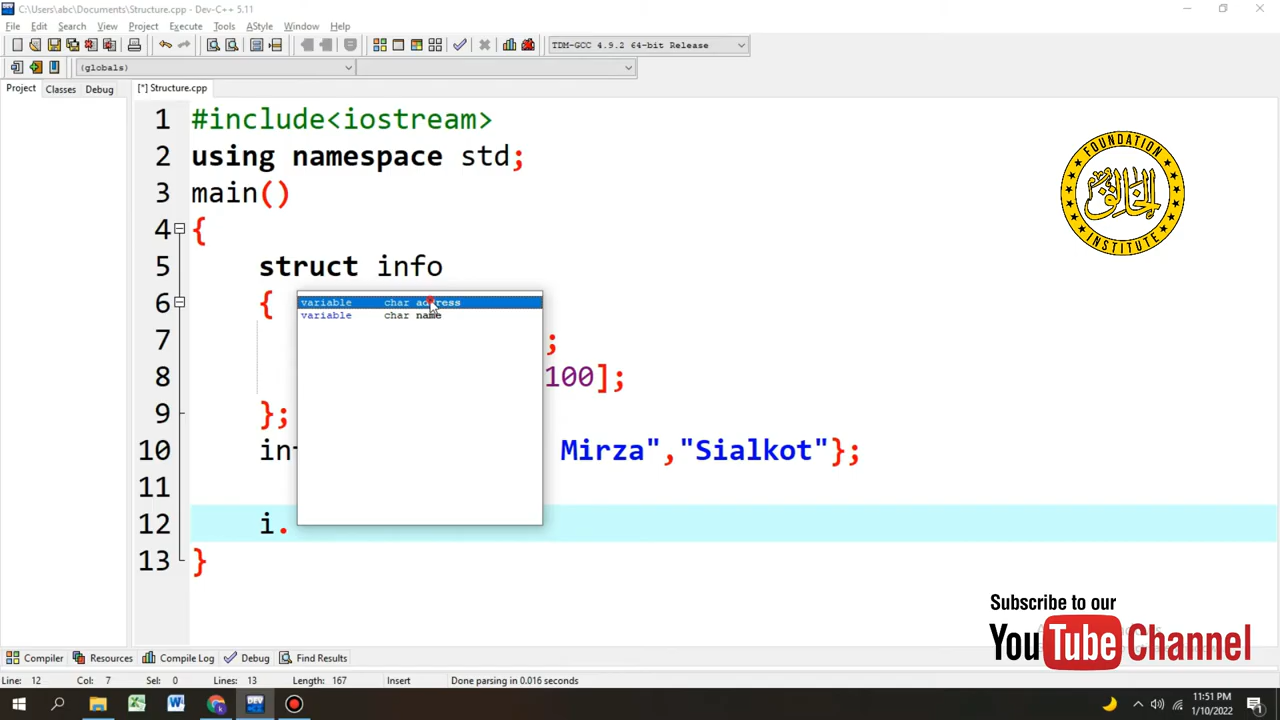 C:\Users\abc\Documents\Structure.cpp - Dev-C++ 5.11
File Edit Search View Project Execute Tools AStyle Window Help
TDM-GCC 4.9.2 64-bit Release
(globals)
Project Classes Debug [*] Structure.cpp
1 #include<iostream>
2 using namespace std;
3 main()
4 {
5 struct info
6 {
variable char address
variable char name
7 ;
8 100];
9 };
10 in Mirza","Sialkot"};
11
12 i.
13 }
FOUNDATION
الخالق
INSTITUTE
Subscribe to our
YouTube Channel
Compiler Resources Compile Log Debug Find Results
Line: 12 Col: 7 Sel: 0 Lines: 13 Length: 167 Insert Done parsing in 0.016 seconds
DEV
11:51 PM
1/10/2022
1